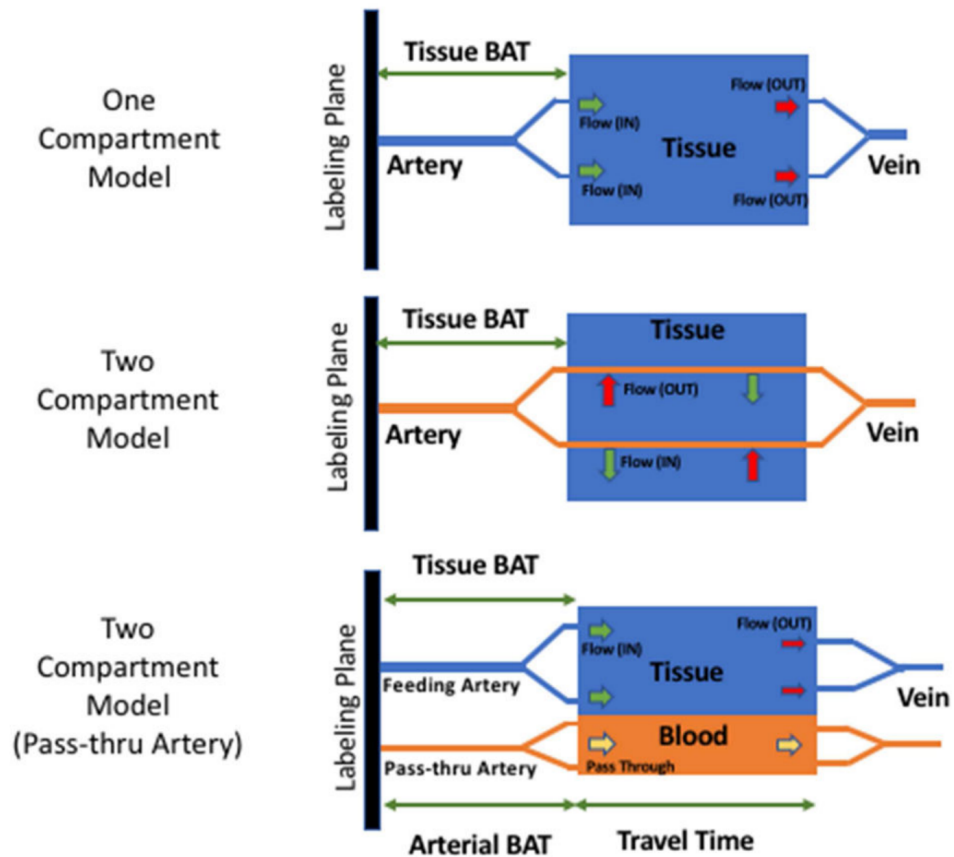 One
Compartment
Model
Labeling Plane
Tissue BAT
Artery
Flow (IN)
Flow (IN)
Tissue
Flow (OUT)
Flow (OUT)
Vein
Two
Compartment
Model
Labeling Plane
Tissue BAT
Artery
Tissue
Flow (OUT)
Flow (IN)
Vein
Two
Compartment
Model
(Pass-thru Artery)
Labeling Plane
Tissue BAT
Feeding Artery
Flow (IN)
Tissue
Flow (OUT)
Vein
Pass-thru Artery
Blood
Pass Through
Arterial BAT
Travel Time